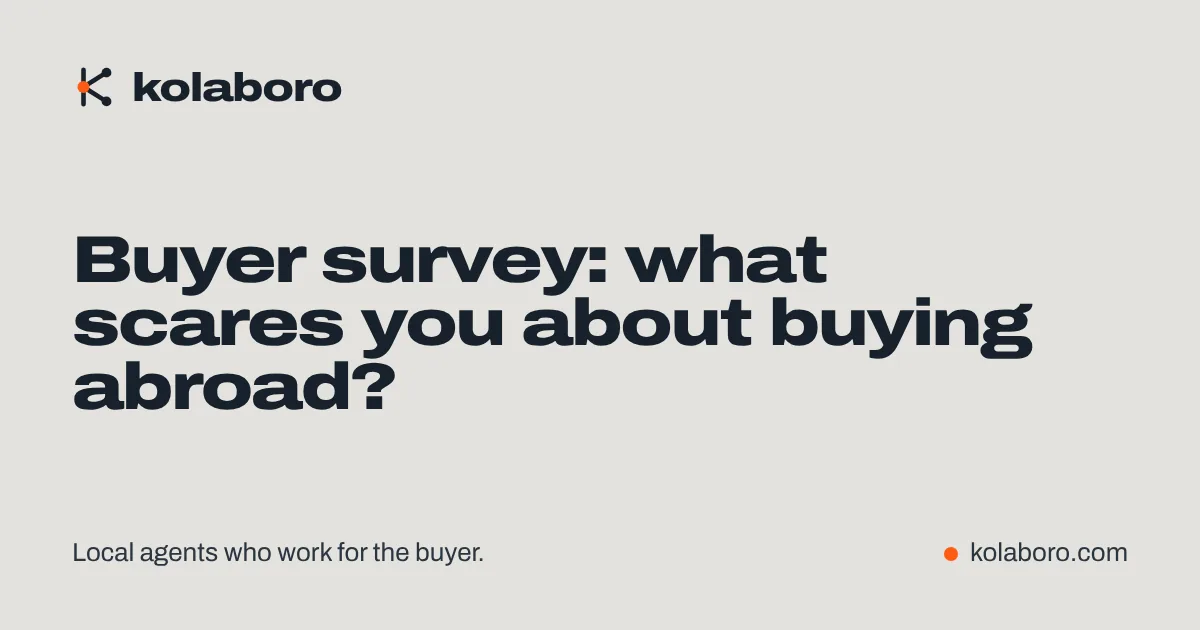 kolaboro
Buyer survey: what
scares you about buying
abroad?
Local agents who work for the buyer.
kolaboro.com